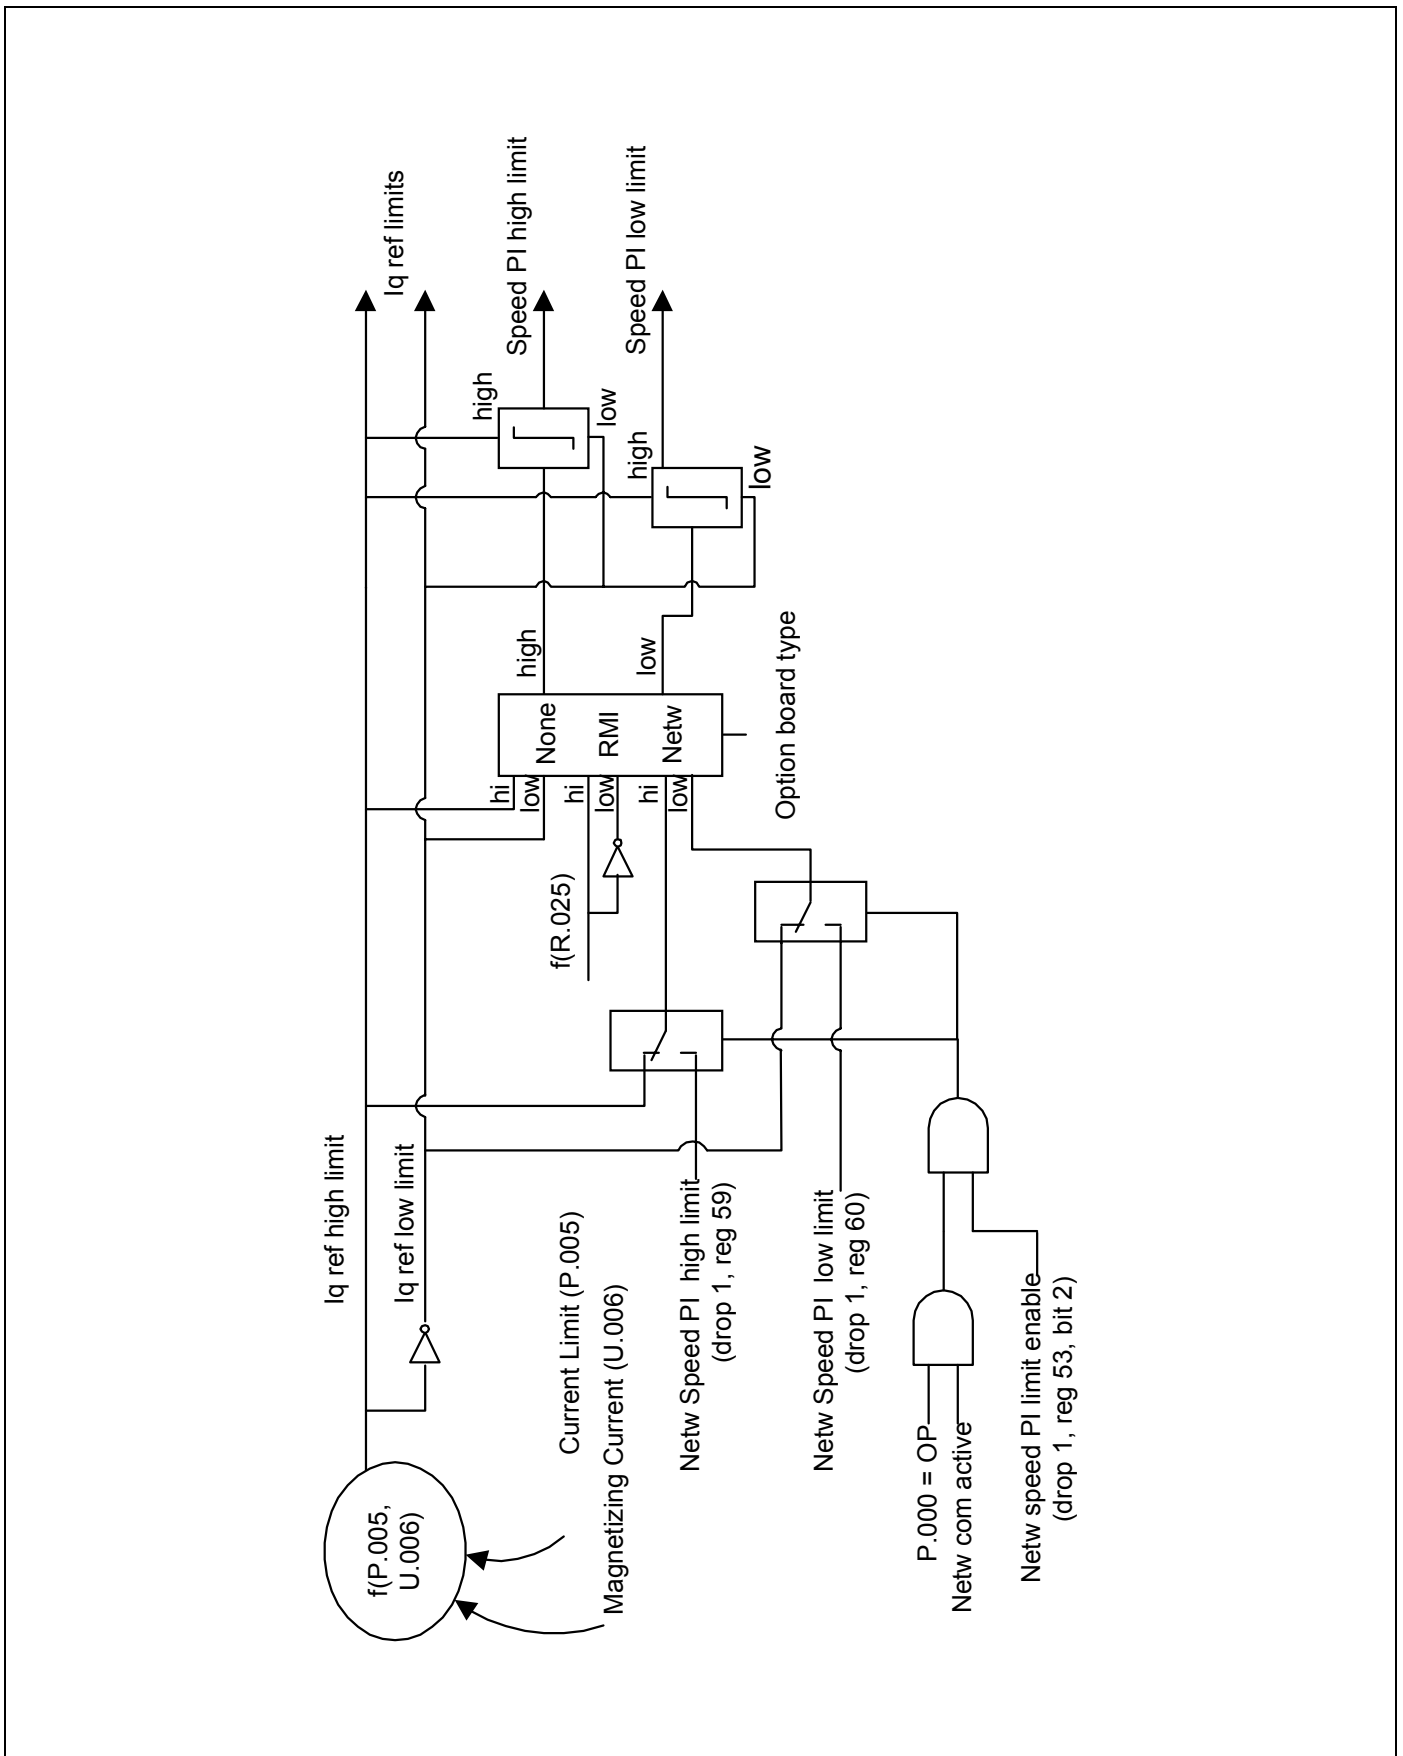 Iq ref high limit
Iq ref low limit
Iq ref limits
f(P.005,
U.006)
Current Limit (P.005)
Magnetizing Current (U.006)
Speed PI high limit
Speed PI low limit
high
low
high
low
high
low
hi
low
None
hi
low
RMI
hi
low
Netw
Option board type
f(R.025)
Netw Speed PI high limit
(drop 1, reg 59)
Netw Speed PI low limit
(drop 1, reg 60)
P.000 = OP
Netw com active
Netw speed PI limit enable
(drop 1, reg 53, bit 2)